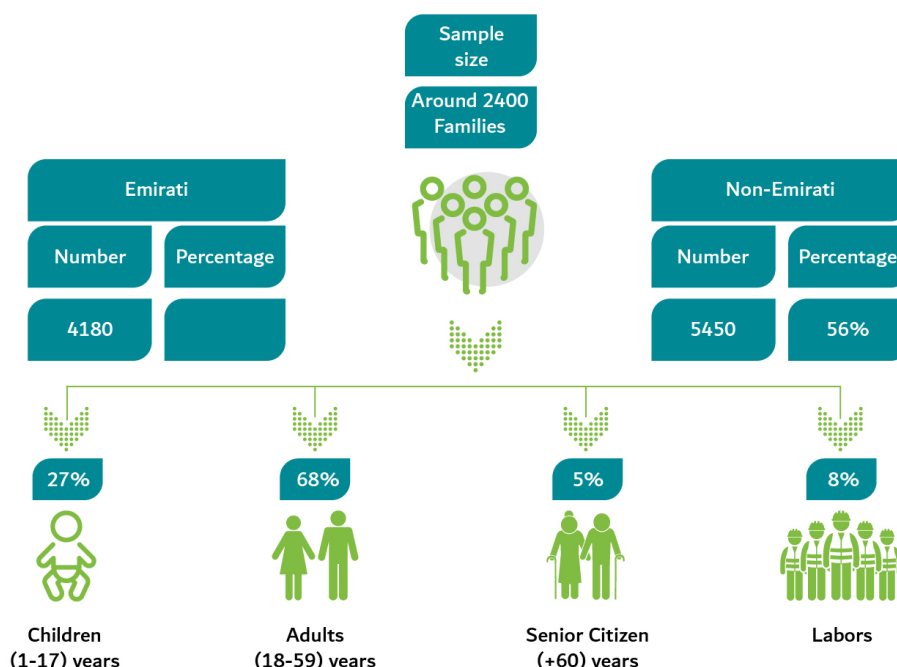 Sample
size
Around 2400
Families
Emirati
Number
Percentage
4180
Non-Emirati
Number
Percentage
5450
56%
27%
68%
5%
8%
Children
(1-17) years
Adults
(18-59) years
Senior Citizen
(+60) years
Labors